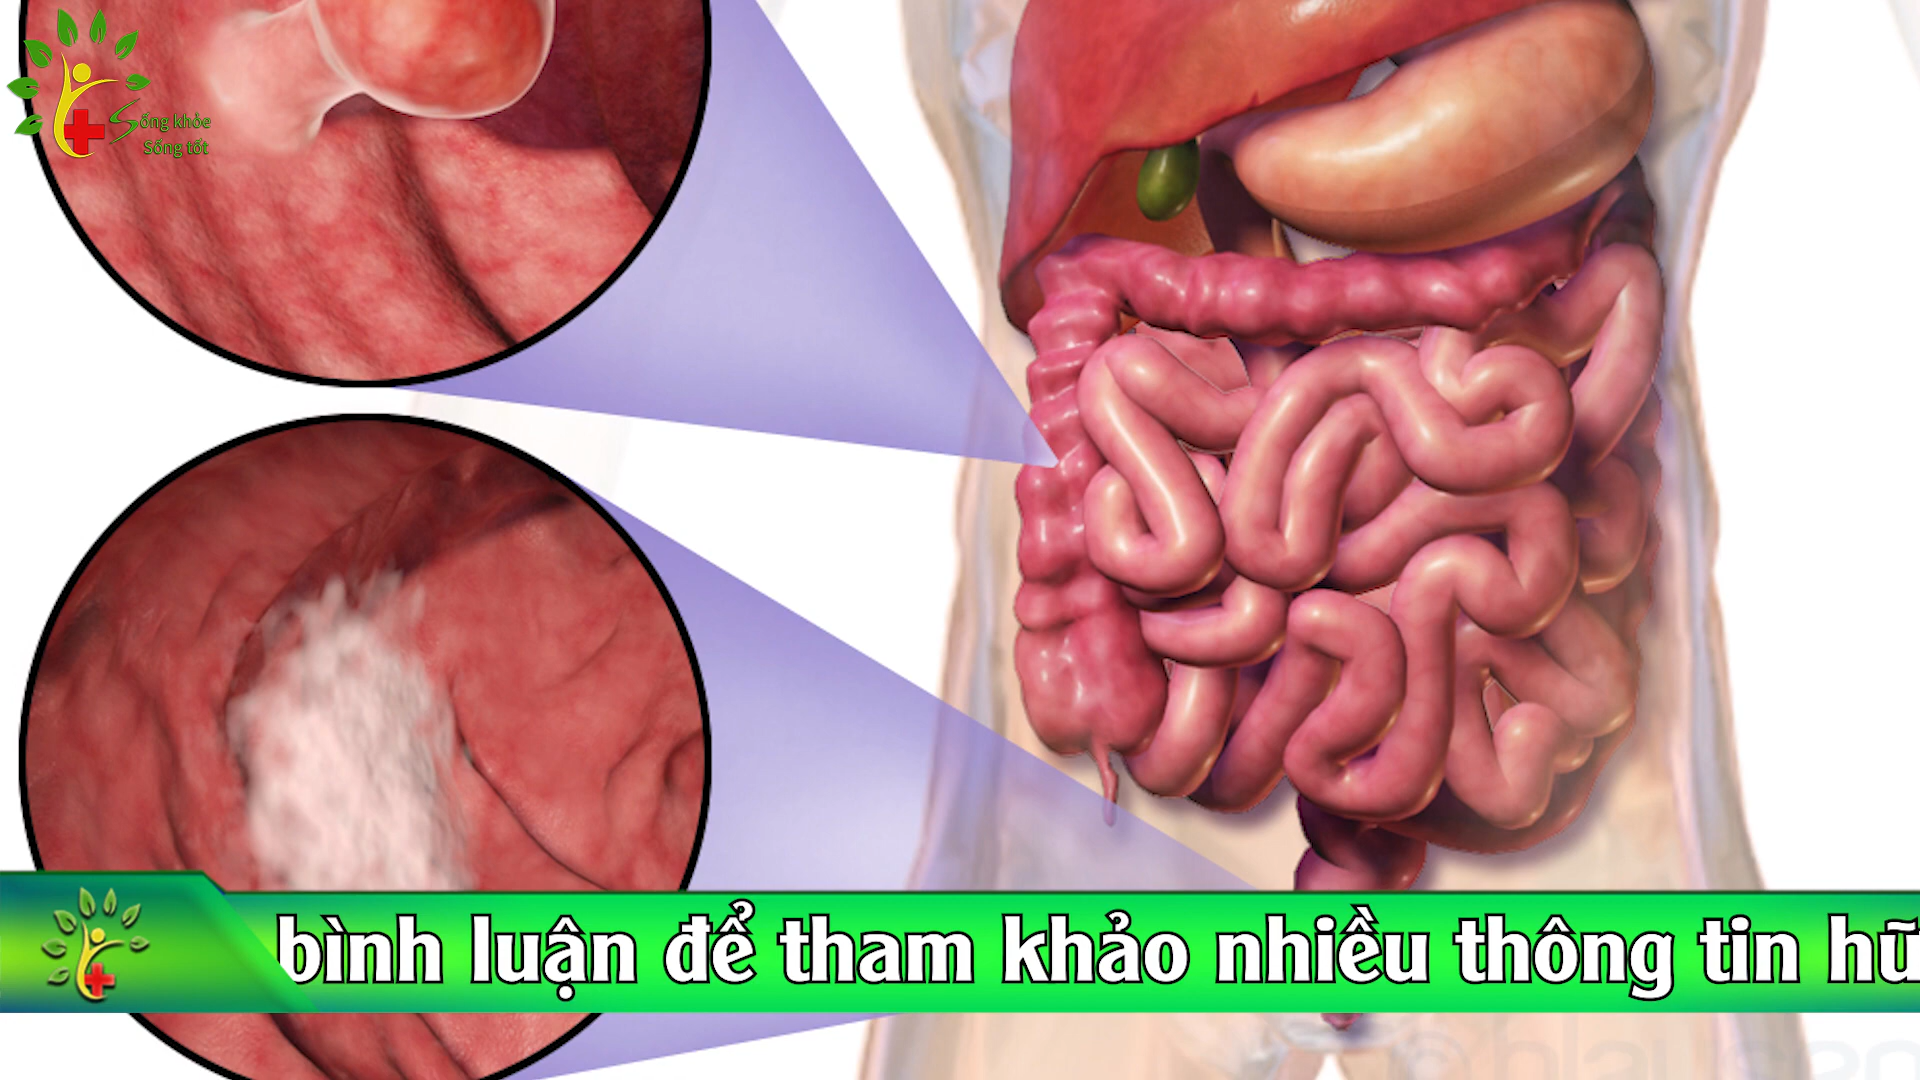 Sống khỏe
Sống tốt
bình luận để tham khảo nhiều thông tin hữ